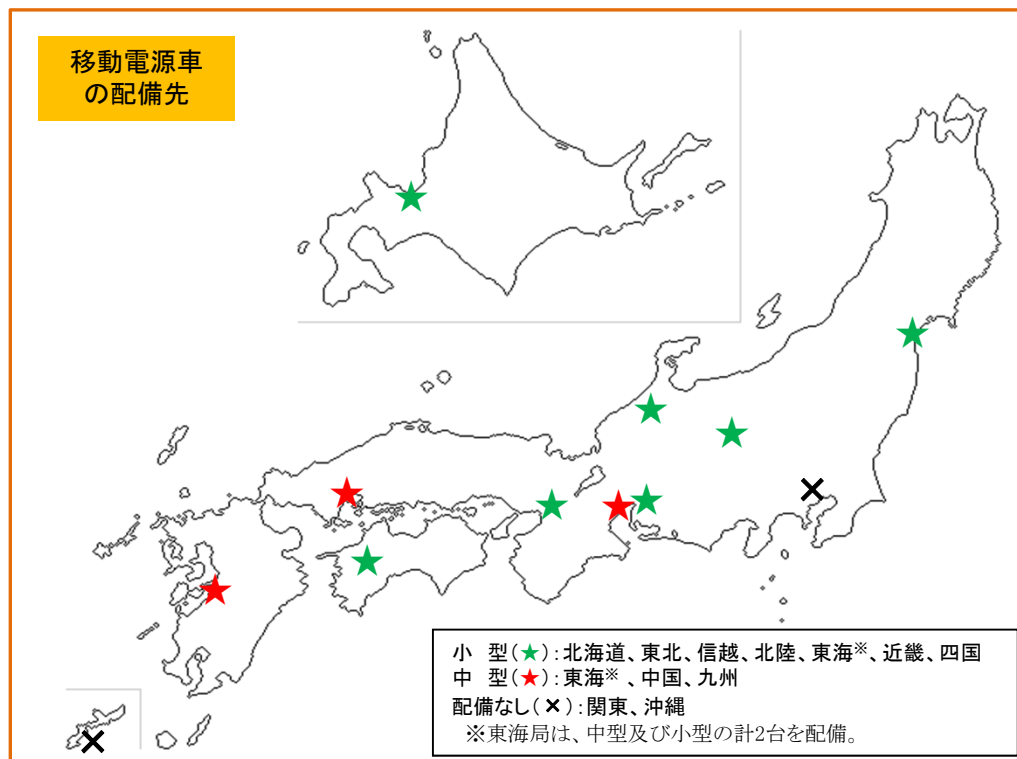 移動電源車
の配備先
小　型(★):北海道、東北、信越、北陸、東海※、近畿、四国
中　型(★):東海※ 、中国、九州
配備なし(×):関東、沖縄
※東海局は、中型及び小型の計2台を配備。